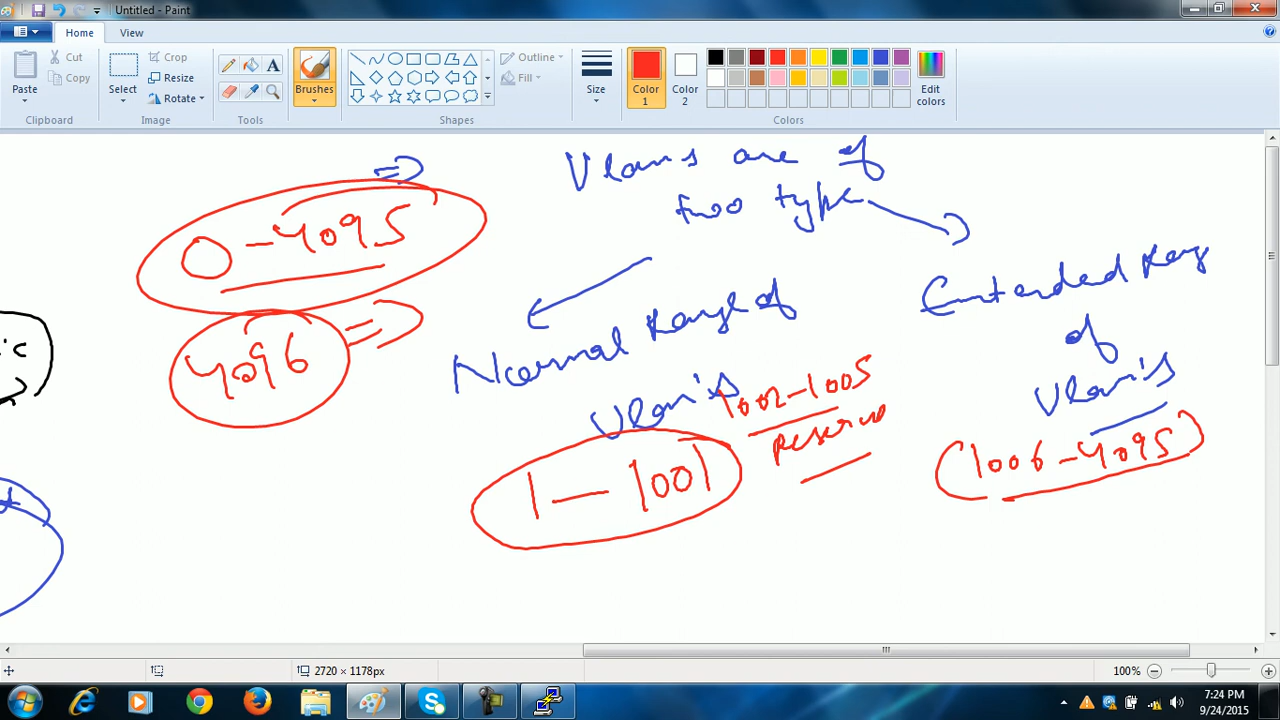 Untitled - Paint
Home
View
Paste
Cut
Copy
Clipboard
Select
Crop
Resize
Rotate
Image
Tools
Brushes
Shapes
Outline
Fill
Size
Color 1
Color 2
Edit colors
Colors
=>
Vlans are of
two type
0-4095
4096 =>
Normal Range of
Vlan's
1002-1005
Reserve
1 — 1001
Extended Rang
of
Vlan's
(1006-4095)
2720 × 1178px
100%
7:24 PM
9/24/2015